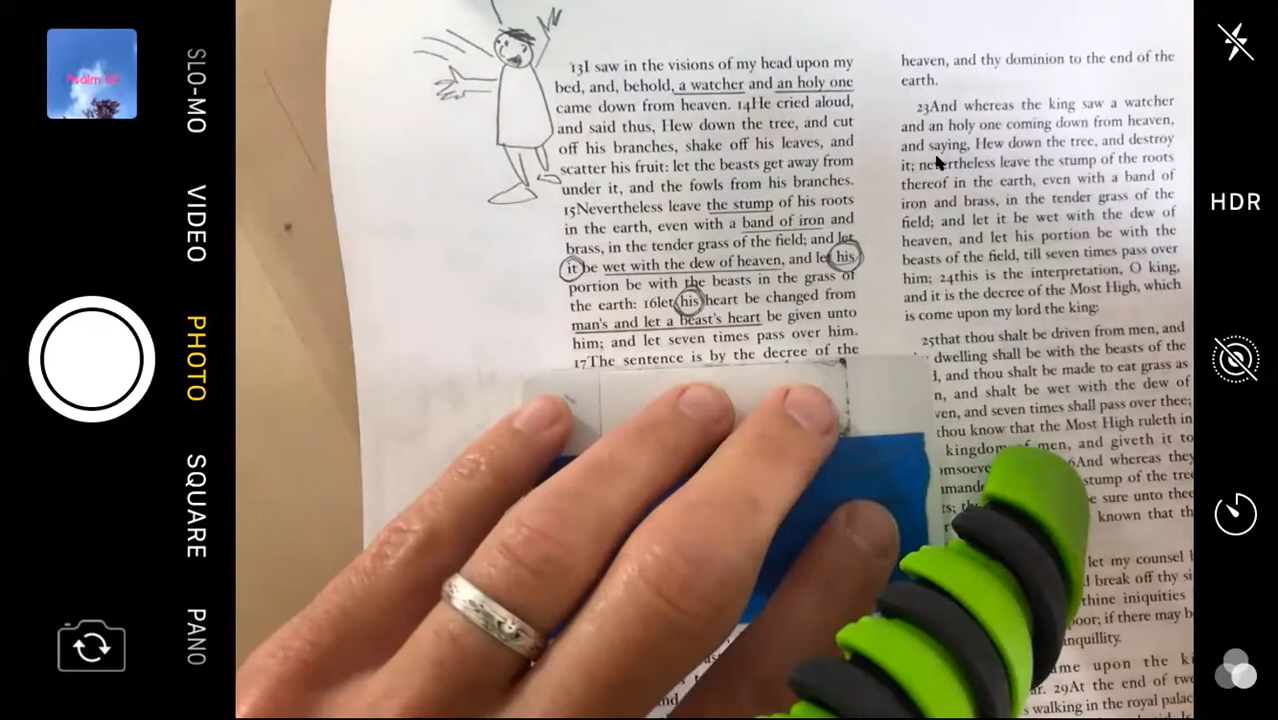 Psalm
SLO-MO
VIDEO
PHOTO
SQUARE
PANO
13I saw in the visions of my head upon my
bed, and, behold, a watcher and an holy one
came down from heaven. 14He cried aloud,
and said thus, Hew down the tree, and cut
off his branches, shake off his leaves, and
scatter his fruit: let the beasts get away from
under it, and the fowls from his branches.
15Nevertheless leave the stump of his roots
in the earth, even with a band of iron and
brass, in the tender grass of the field; and let
it be wet with the dew of heaven, and let his
portion be with the beasts in the grass of
the earth: 16let his heart be changed from
man's and let a beast's heart be given unto
him; and let seven times pass over him.
17The sentence is by the decree of the
heaven, and thy dominion to the end of the
earth.
23And whereas the king saw a watcher
and an holy one coming down from heaven,
and saying, Hew down the tree, and destroy
it; nevertheless leave the stump of the roots
thereof in the earth, even with a band of
iron and brass, in the tender grass of the
field; and let it be wet with the dew of
heaven, and let his portion be with the
beasts of the field, till seven times pass over
him; 24this is the interpretation, O king,
and it is the decree of the Most High, which
is come upon my lord the king:
25that thou shalt be driven from men, and
dwelling shall be with the beasts of the
, and thou shalt be made to eat grass as
n, and shalt be wet with the dew of
ven, and seven times shall pass over thee;
thou know that the Most High ruleth in
kingdom of men, and giveth it to
omsoeve 6And whereas they
mande stump of the tree
ts; e sure unto thee
known that th
let my counsel
d break off thy si
thine iniquities
poor; if there may b
nquillity.
ame upon the ki
ar. 29At the end of twe
s walking in the royal palac
nd
HDR